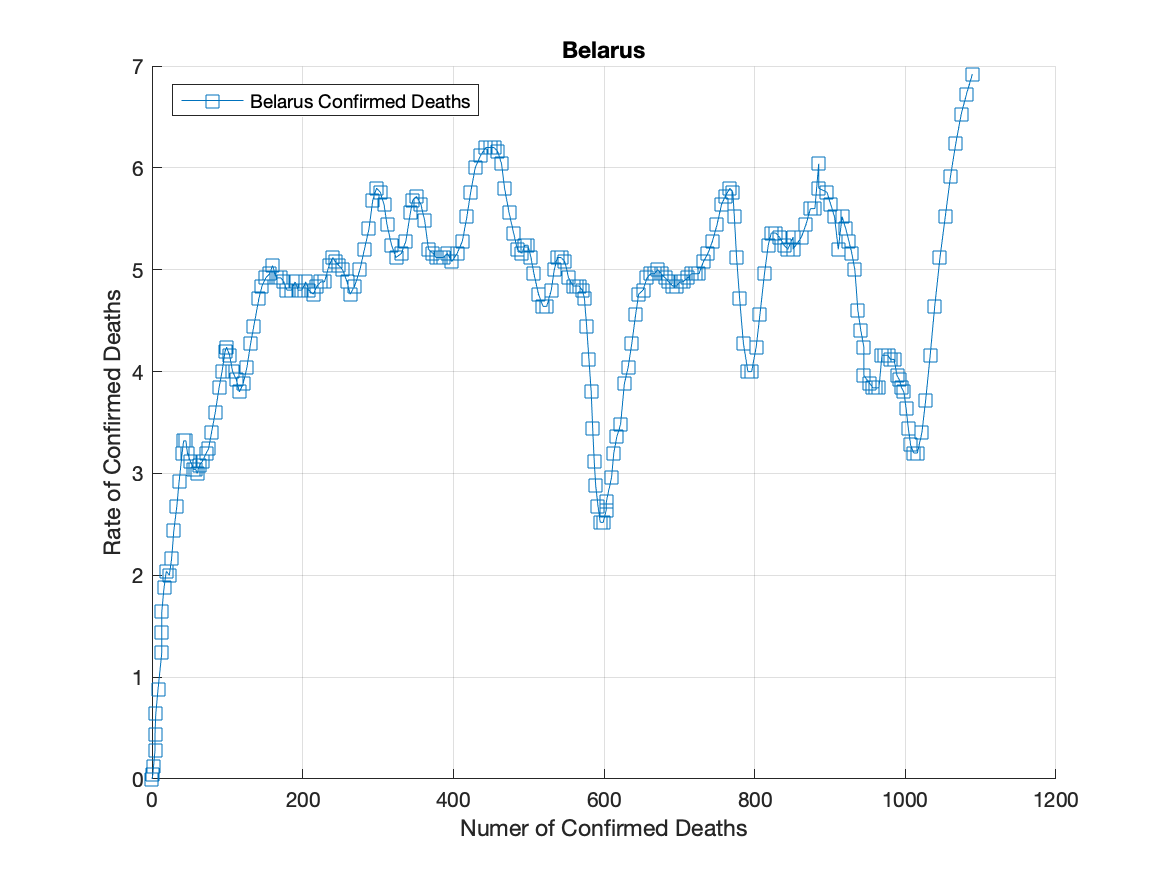 Belarus
Belarus Confirmed Deaths
Rate of Confirmed Deaths
7
6
5
4
3
2
1
0
0 200 400 600 800 1000 1200
Numer of Confirmed Deaths